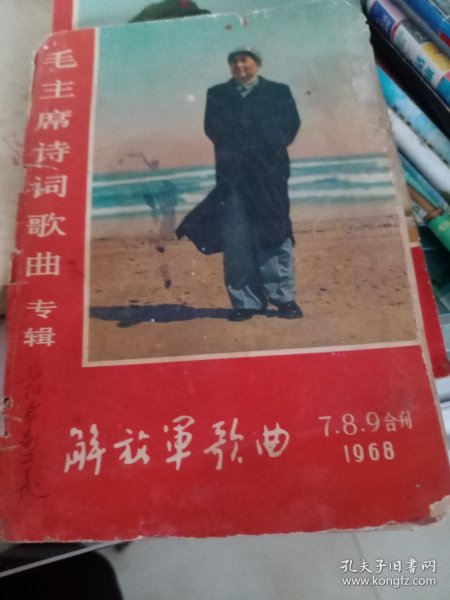 毛主席诗词歌曲 专辑
解放軍歌曲
7.8.9合刊
1968
孔夫子旧书网
www.kongfz.com